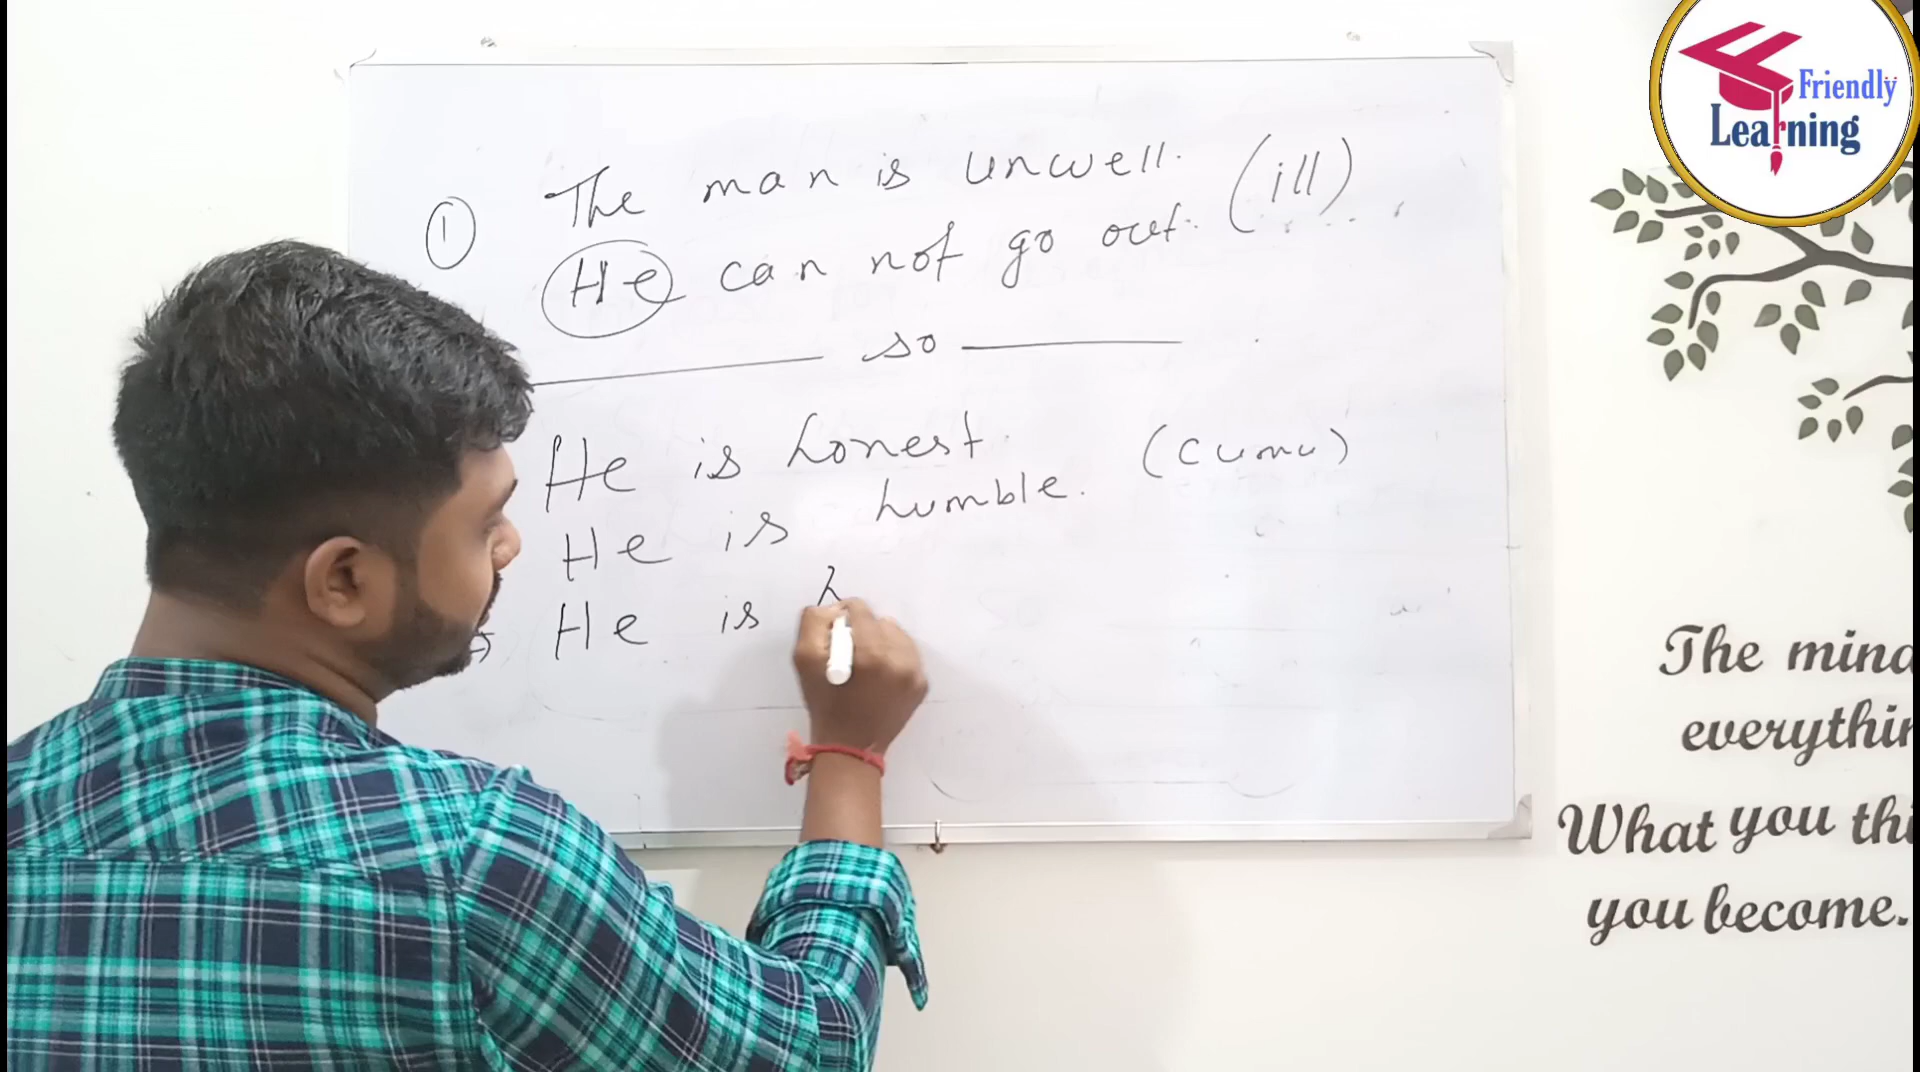 Friendly
Learning
① The man is unwell.
He can not go out. (ill)
so
He is honest. (cumu)
He is humble.
→ He is h
The mind
everythin
What you thi
you become.